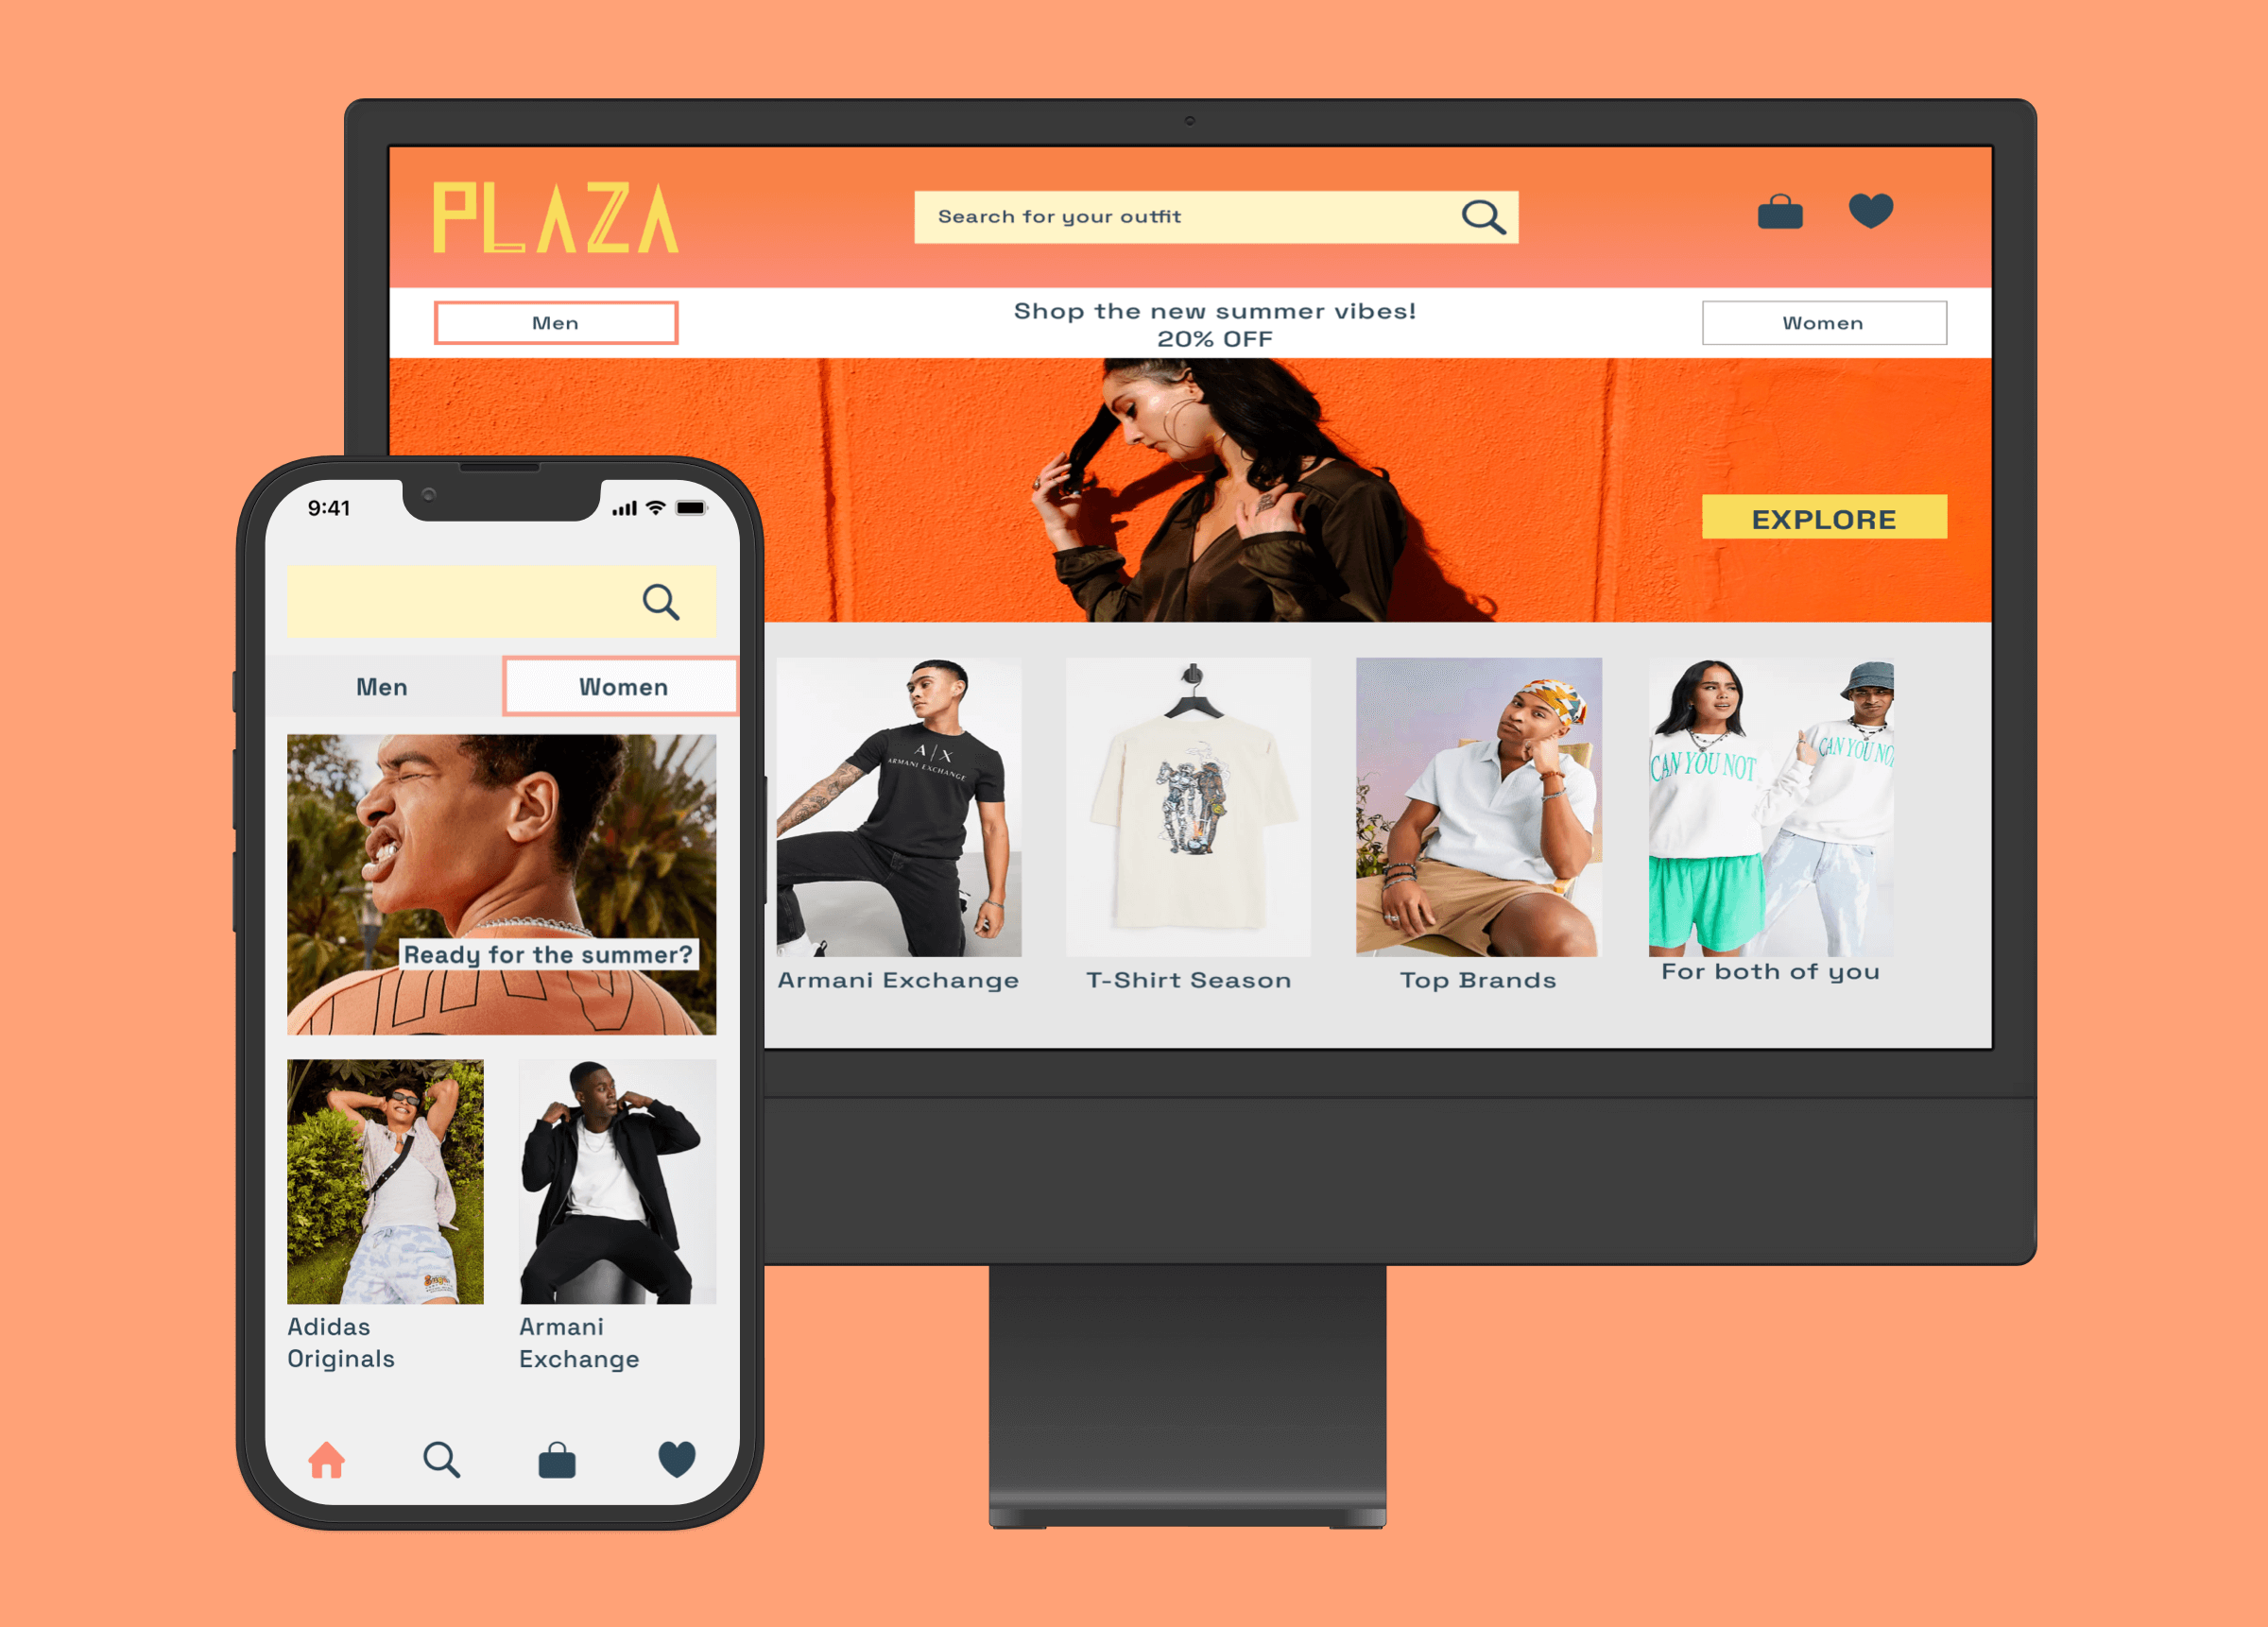 PLAZA
Search for your outfit
Men
Shop the new summer vibes!
20% OFF
Women
EXPLORE
A|X
ARMANI EXCHANGE
CAN YOU NOT
CAN YOU NO
Armani Exchange
T-Shirt Season
Top Brands
For both of you
9:41
Men
Women
Ready for the summer?
Adidas
Originals
Armani
Exchange